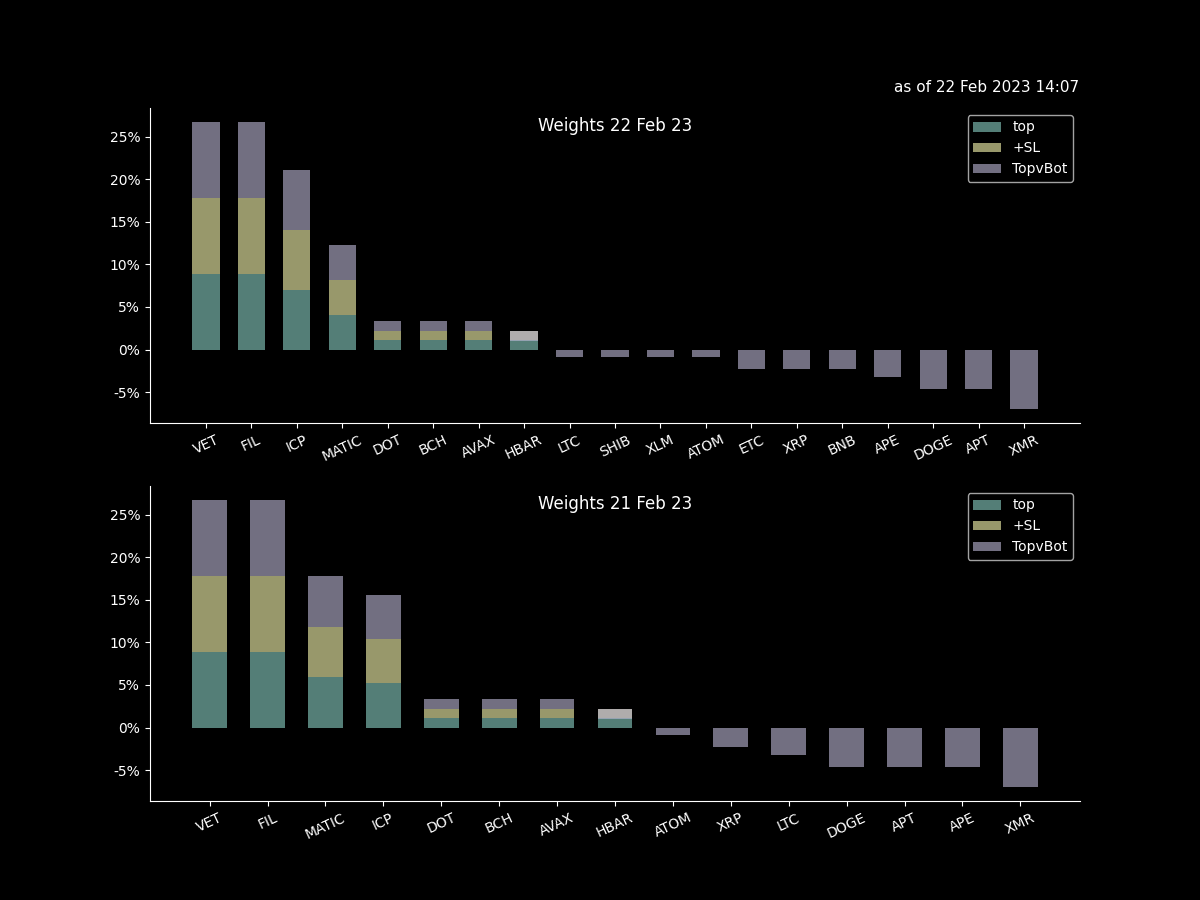 as of 22 Feb 2023 14:07
Weights 22 Feb 23
top
+SL
TopvBot
25%
20%
15%
10%
5%
0%
-5%
VET FIL ICP MATIC DOT BCH AVAX HBAR LTC SHIB XLM ATOM ETC XRP BNB APE DOGE APT XMR
Weights 21 Feb 23
top
+SL
TopvBot
25%
20%
15%
10%
5%
0%
-5%
VET FIL MATIC ICP DOT BCH AVAX HBAR ATOM XRP LTC DOGE APT APE XMR